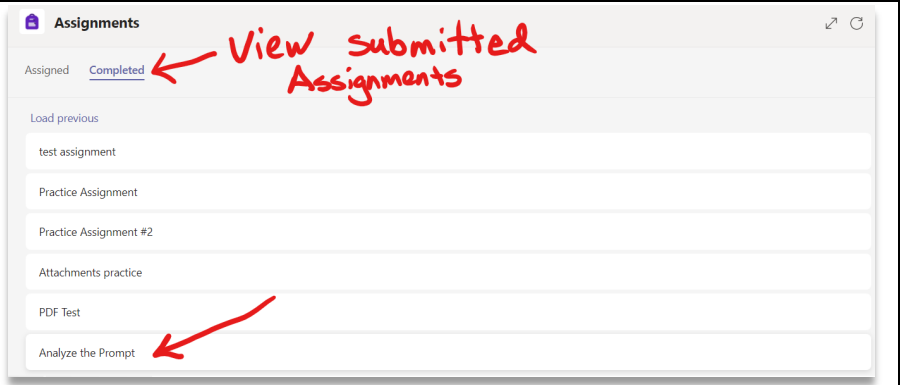 Assignments
View Submitted
Assignments
Assigned Completed
Load previous
test assignment
Practice Assignment
Practice Assignment #2
Attachments practice
PDF Test
Analyze the Prompt